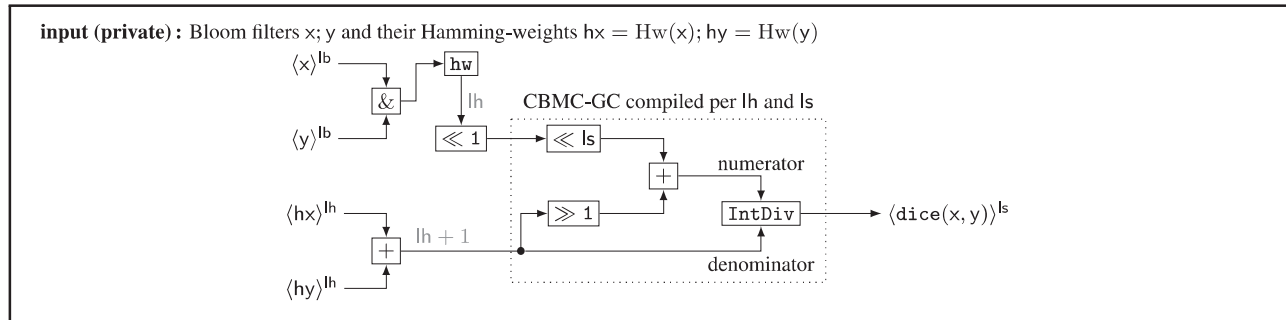 input (private) : Bloom filters x; y and their Hamming-weights hx = Hw(x); hy = Hw(y)
⟨x⟩^lb
hw
&
lh
CBMC-GC compiled per lh and ls
⟨y⟩^lb
≪ 1
≪ ls
numerator
+
⟨hx⟩^lh
≫ 1
IntDiv
⟨dice(x, y)⟩^ls
lh + 1
+
denominator
⟨hy⟩^lh